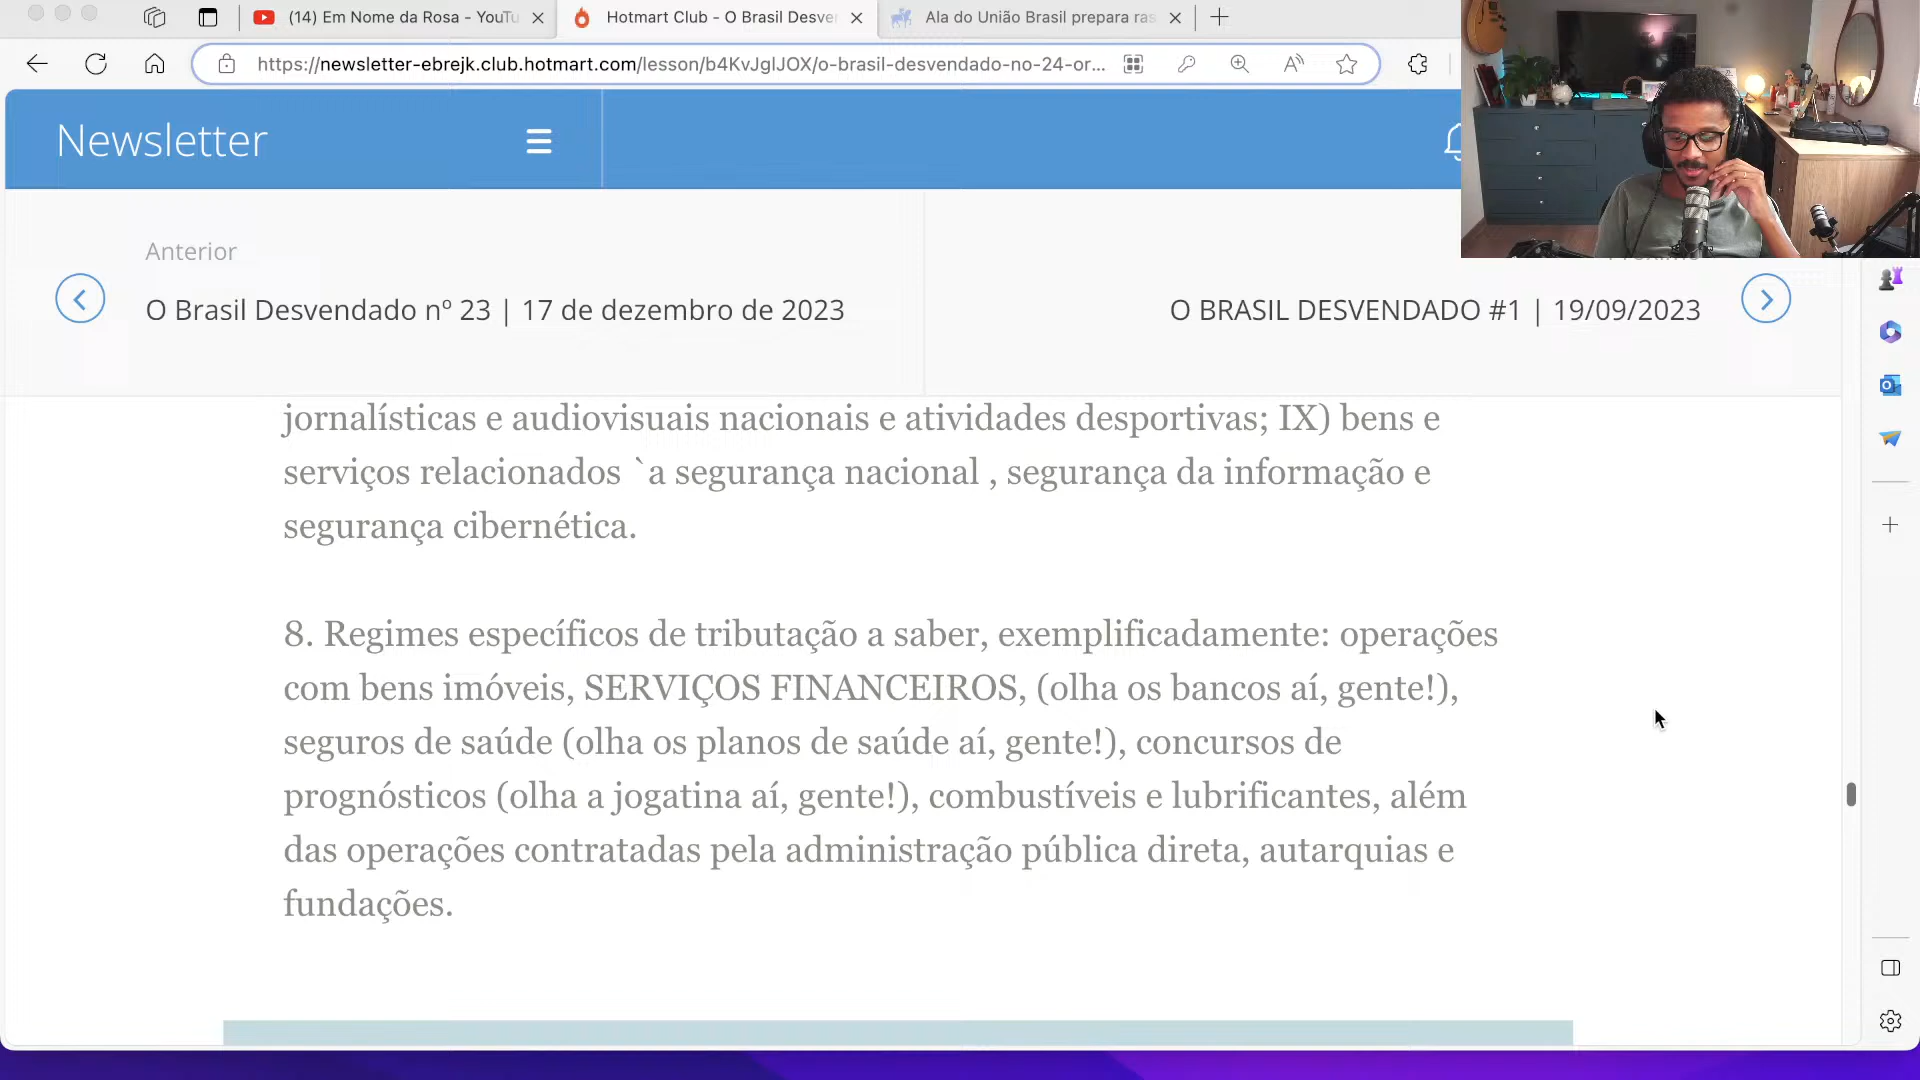 (14) Em Nome da Rosa - YouTu
Hotmart Club - O Brasil Desve
Ala do União Brasil prepara ras
https://newsletter-ebrejk.club.hotmart.com/lesson/b4KvJglJOX/o-brasil-desvendado-no-24-or...
Newsletter
Anterior
O Brasil Desvendado nº 23 | 17 de dezembro de 2023
O BRASIL DESVENDADO #1 | 19/09/2023
jornalísticas e audiovisuais nacionais e atividades desportivas; IX) bens e
serviços relacionados `a segurança nacional , segurança da informação e
segurança cibernética.
8. Regimes específicos de tributação a saber, exemplificadamente: operações
com bens imóveis, SERVIÇOS FINANCEIROS, (olha os bancos aí, gente!),
seguros de saúde (olha os planos de saúde aí, gente!), concursos de
prognósticos (olha a jogatina aí, gente!), combustíveis e lubrificantes, além
das operações contratadas pela administração pública direta, autarquias e
fundações.